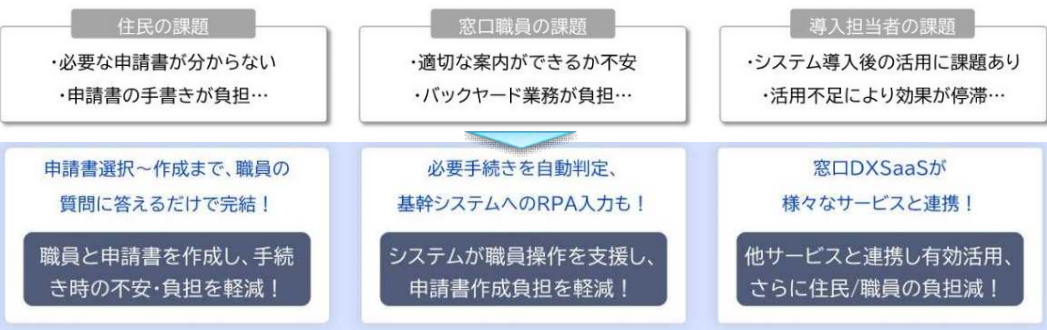 住民の課題
・必要な申請書が分からない
・申請書の手書きが負担…
窓口職員の課題
・適切な案内ができるか不安
・バックヤード業務が負担…
導入担当者の課題
・システム導入後の活用に課題あり
・活用不足により効果が停滞…
申請書選択～作成まで、職員の
質問に答えるだけで完結！
職員と申請書を作成し、手続
き時の不安・負担を軽減！
必要手続きを自動判定、
基幹システムへのRPA入力も！
システムが職員操作を支援し、
申請書作成負担を軽減！
窓口DXSaaSが
様々なサービスと連携！
他サービスと連携し有効活用、
さらに住民/職員の負担減！